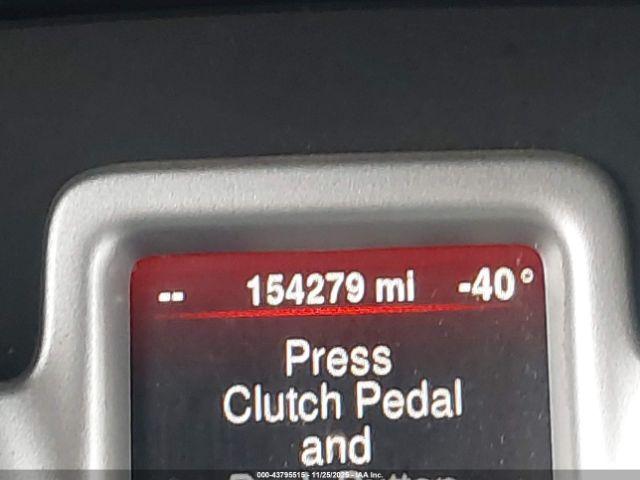 -- 154279 mi -40°
Press
Clutch Pedal
and
000-43795515 - 11/25/2025 - IAA Inc.